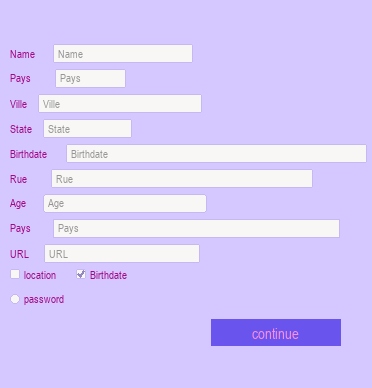 Name Name
Pays Pays
Ville Ville
State State
Birthdate Birthdate
Rue Rue
Age Age
Pays Pays
URL URL
location Birthdate
password
continue